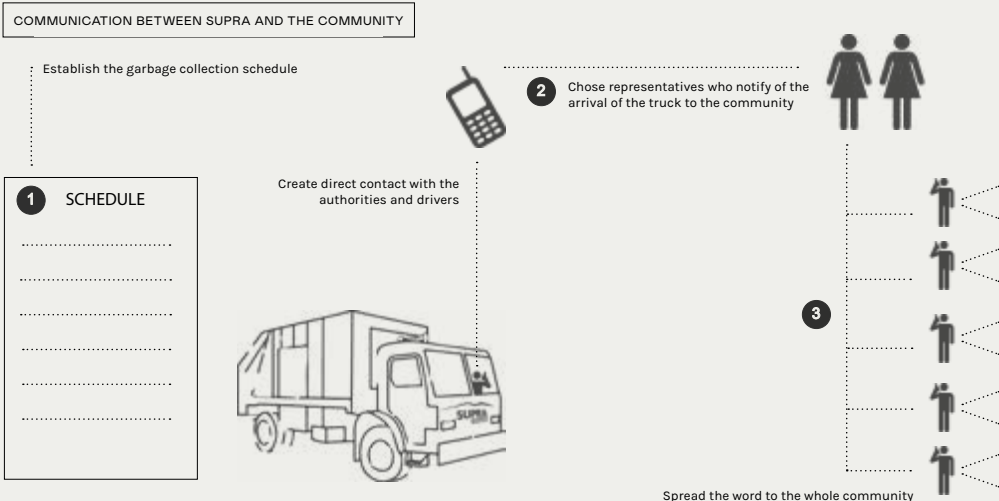 COMMUNICATION BETWEEN SUPRA AND THE COMMUNITY
Establish the garbage collection schedule
1 SCHEDULE
Create direct contact with the
authorities and drivers
SUPRA
2 Chose representatives who notify of the
arrival of the truck to the community
3
Spread the word to the whole community